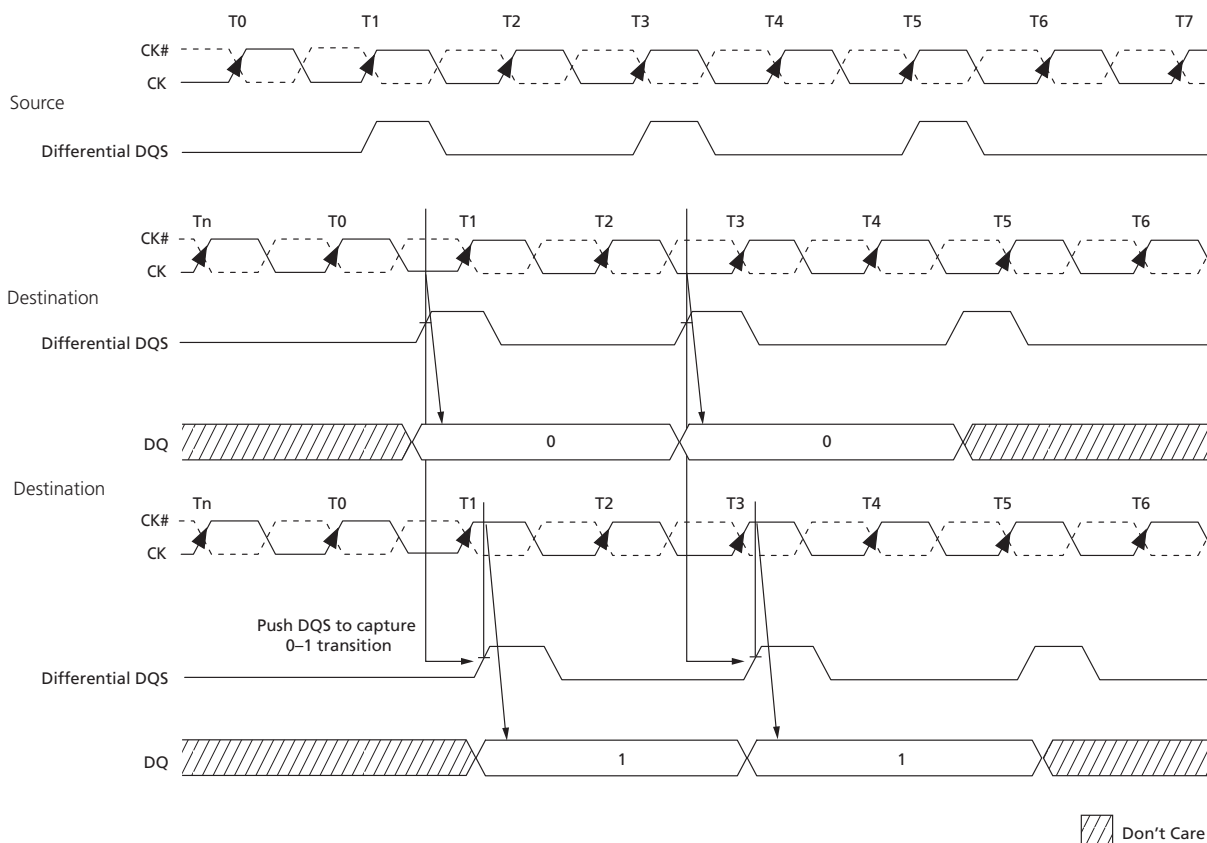 T0 T1 T2 T3 T4 T5 T6 T7
CK#
CK
Source
Differential DQS
Tn T0 T1 T2 T3 T4 T5 T6
CK#
CK
Destination
Differential DQS
DQ 0 0
Destination
Tn T0 T1 T2 T3 T4 T5 T6
CK#
CK
Push DQS to capture
0–1 transition
Differential DQS
DQ 1 1
Don't Care